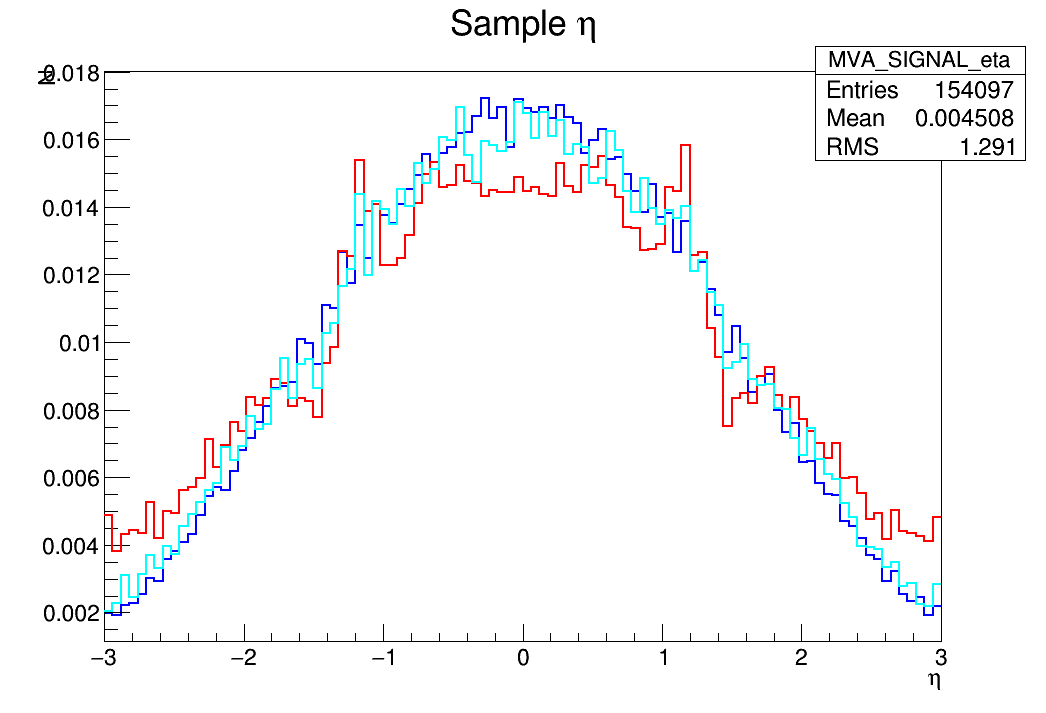 Sample η
MVA_SIGNAL_eta
Entries 154097
Mean 0.004508
RMS 1.291
0.018
0.016
0.014
0.012
0.01
0.008
0.006
0.004
0.002
−3 −2 −1 0 1 2 3
η